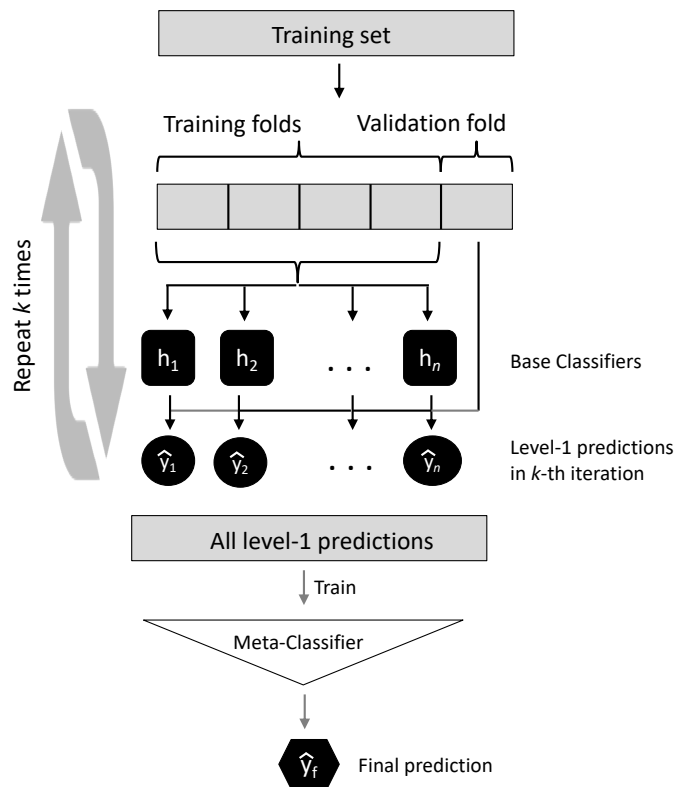 Training set
Training folds
Validation fold
Repeat k times
h₁ h₂ . . . hₙ
Base Classifiers
ŷ₁ ŷ₂ . . . ŷₙ
Level-1 predictions
in k-th iteration
All level-1 predictions
Train
Meta-Classifier
ŷf
Final prediction